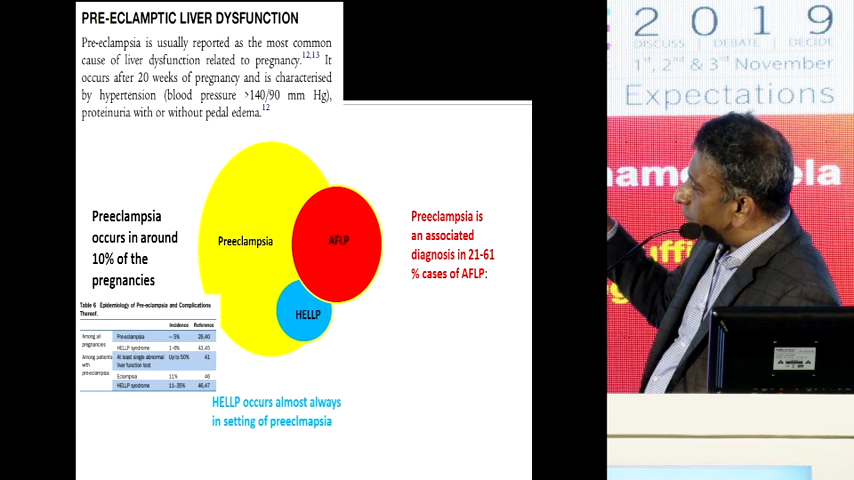 PRE-ECLAMPTIC LIVER DYSFUNCTION
Pre-eclampsia is usually reported as the most common
cause of liver dysfunction related to pregnancy.12,13 It
occurs after 20 weeks of pregnancy and is characterised
by hypertension (blood pressure >140/90 mm Hg),
proteinuria with or without pedal edema.12
Preeclampsia
occurs in around
10% of the
pregnancies
Preeclampsia
AFLP
HELLP
Preeclampsia is
an associated
diagnosis in 21-61
% cases of AFLP:
Table 6 Epidemiology of Pre-eclampsia and Complications
Thereof.
Incidence Reference
Among all pregnancies
Pre-eclampsia
HELLP syndrome
Among patients with pre-eclampsia
At least single abnormal liver function test Up to 50% 41
Eclampsia 11% 46
HELLP syndrome 46,47
HELLP occurs almost always
in setting of preeclmapsia
2 0 1 9
DISCUSS | DEBATE | DECIDE
1st, 2nd & 3rd November
Expectations